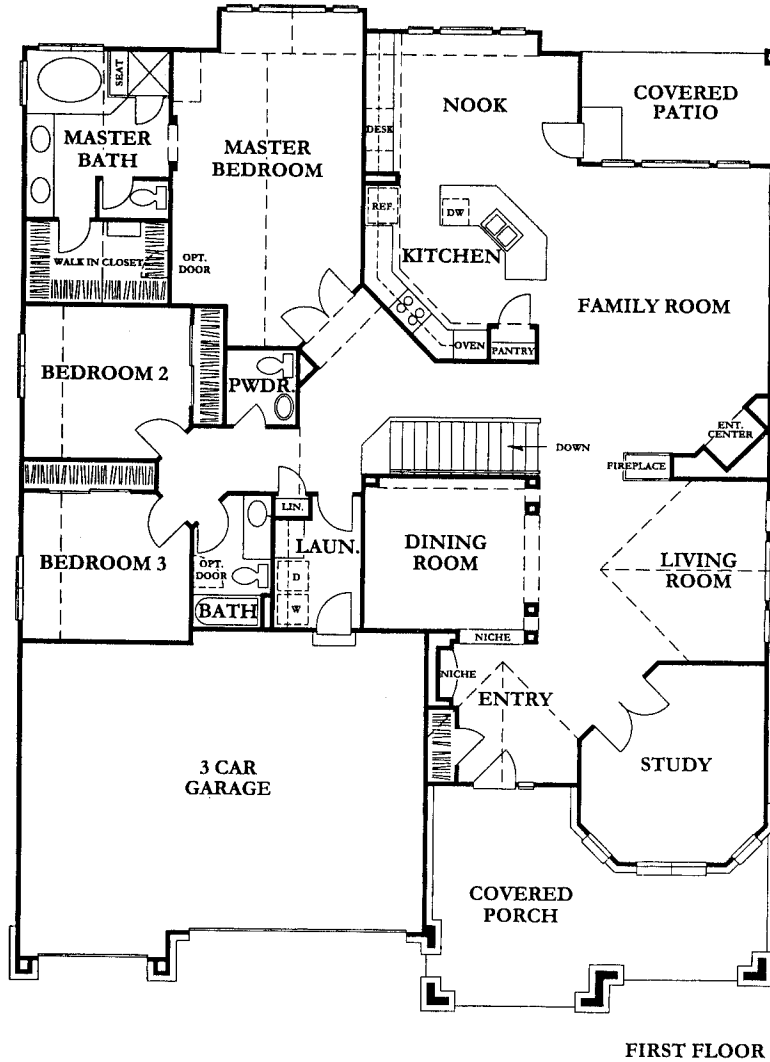 SEAT
COVERED
PATIO
NOOK
MASTER
BATH
MASTER
BEDROOM
DESK
REF.
DW
KITCHEN
WALK IN CLOSET
OPT.
DOOR
FAMILY ROOM
OVEN
PANTRY
BEDROOM 2
PWDR.
ENT.
CENTER
DOWN
FIREPLACE
LIN.
BEDROOM 3
OPT.
DOOR
LAUN.
D
W
BATH
DINING
ROOM
LIVING
ROOM
NICHE
NICHE
ENTRY
3 CAR
GARAGE
STUDY
COVERED
PORCH
FIRST FLOOR